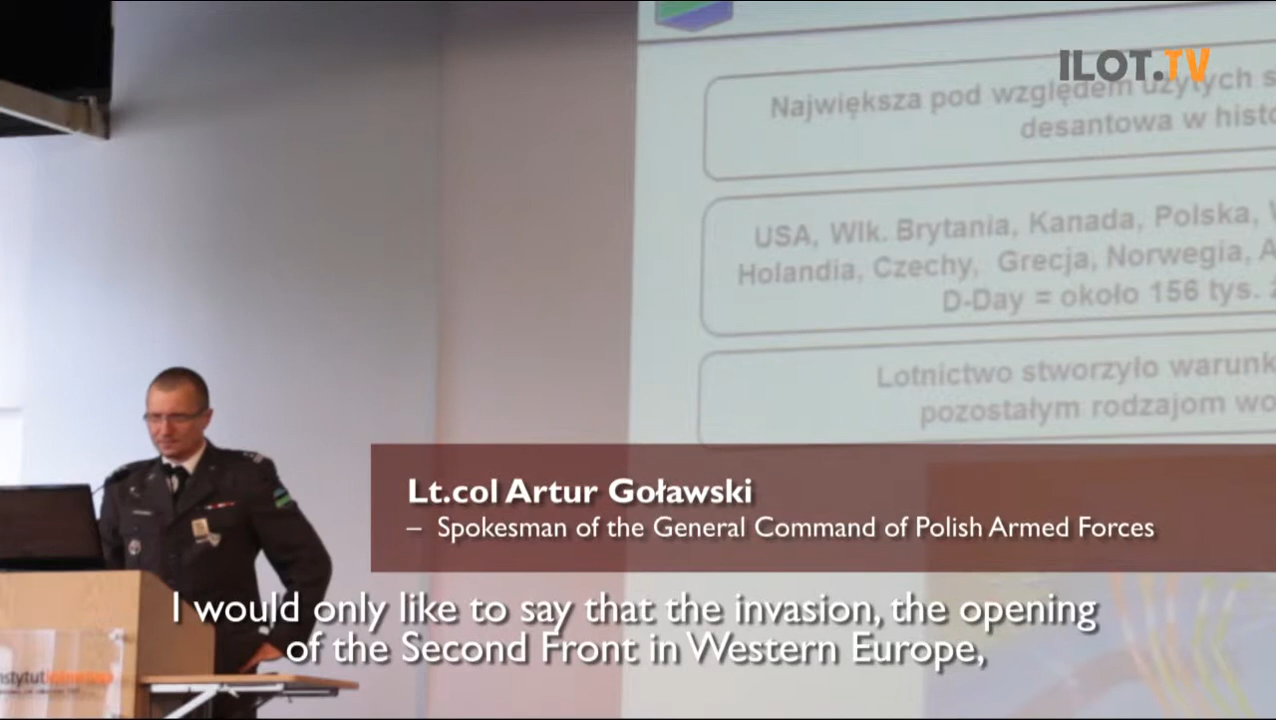 ILOT.TV
Największa pod względem użytych s
desantowa w histo
USA, Wlk. Brytania, Kanada, Polska,
Holandia, Czechy, Grecja, Norwegia, A
D-Day = około 156 tys. ż
Lotnictwo stworzyło warunk
pozostałym rodzajom wo
Lt.col Artur Goławski
– Spokesman of the General Command of Polish Armed Forces
I would only like to say that the invasion, the opening
of the Second Front in Western Europe,
nstytut